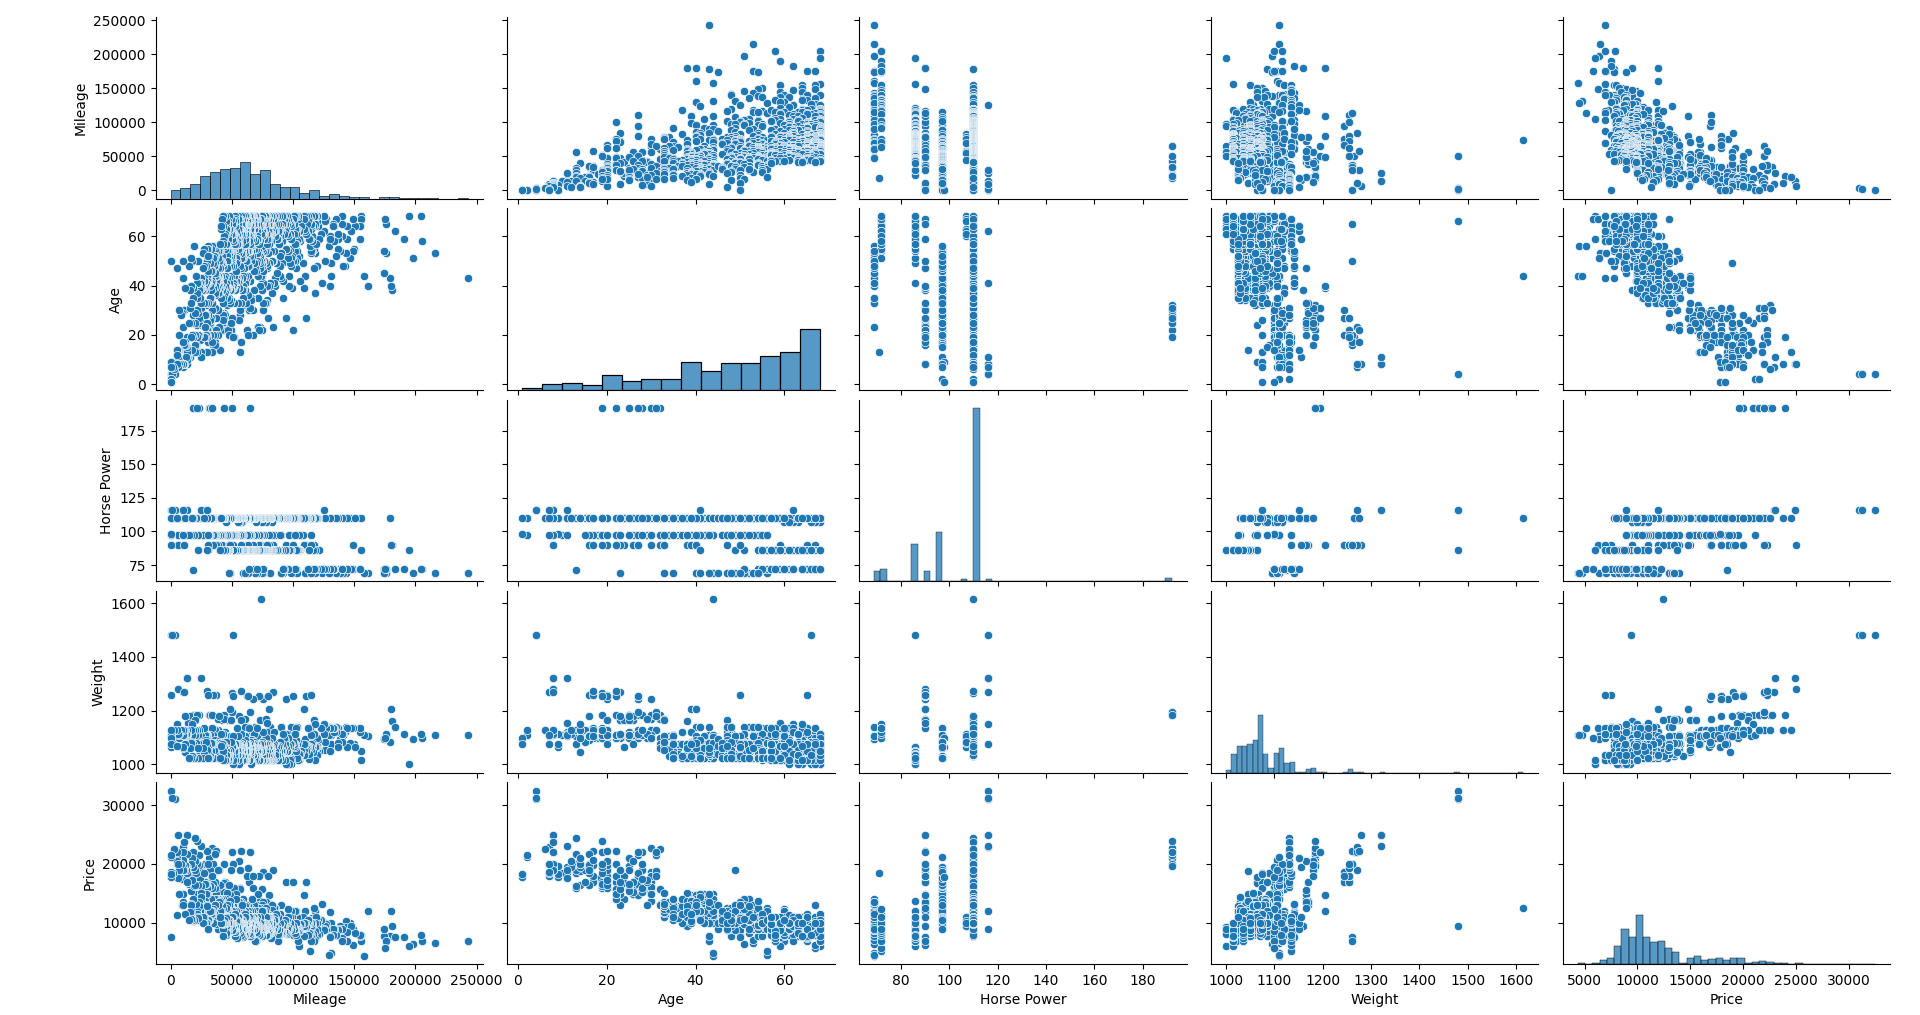 250000
200000
150000
100000
50000
0
Mileage
60
40
20
0
Age
175
150
125
100
75
Horse Power
1600
1400
1200
1000
Weight
30000
20000
10000
Price
0 50000 100000 150000 200000 250000
Mileage
0 20 40 60
Age
80 100 120 140 160 180
Horse Power
1000 1100 1200 1300 1400 1500 1600
Weight
5000 10000 15000 20000 25000 30000
Price